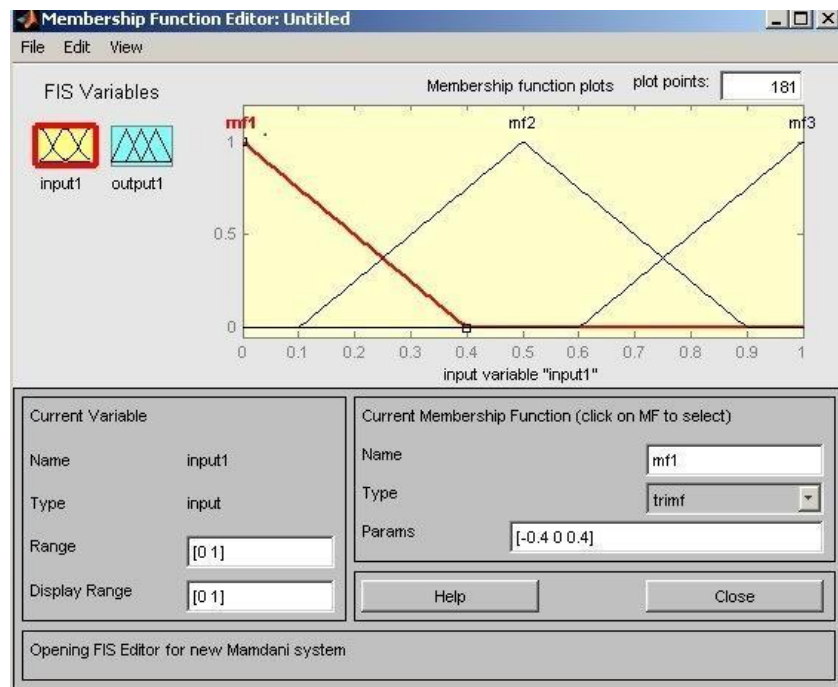 Membership Function Editor: Untitled
File Edit View
FIS Variables
input1 output1
Membership function plots plot points: 181
mf1 mf2 mf3
1
0.5
0
0 0.1 0.2 0.3 0.4 0.5 0.6 0.7 0.8 0.9 1
input variable "input1"
Current Variable
Name input1
Type input
Range [0 1]
Display Range [0 1]
Current Membership Function (click on MF to select)
Name mf1
Type trimf
Params [-0.4 0 0.4]
Help Close
Opening FIS Editor for new Mamdani system